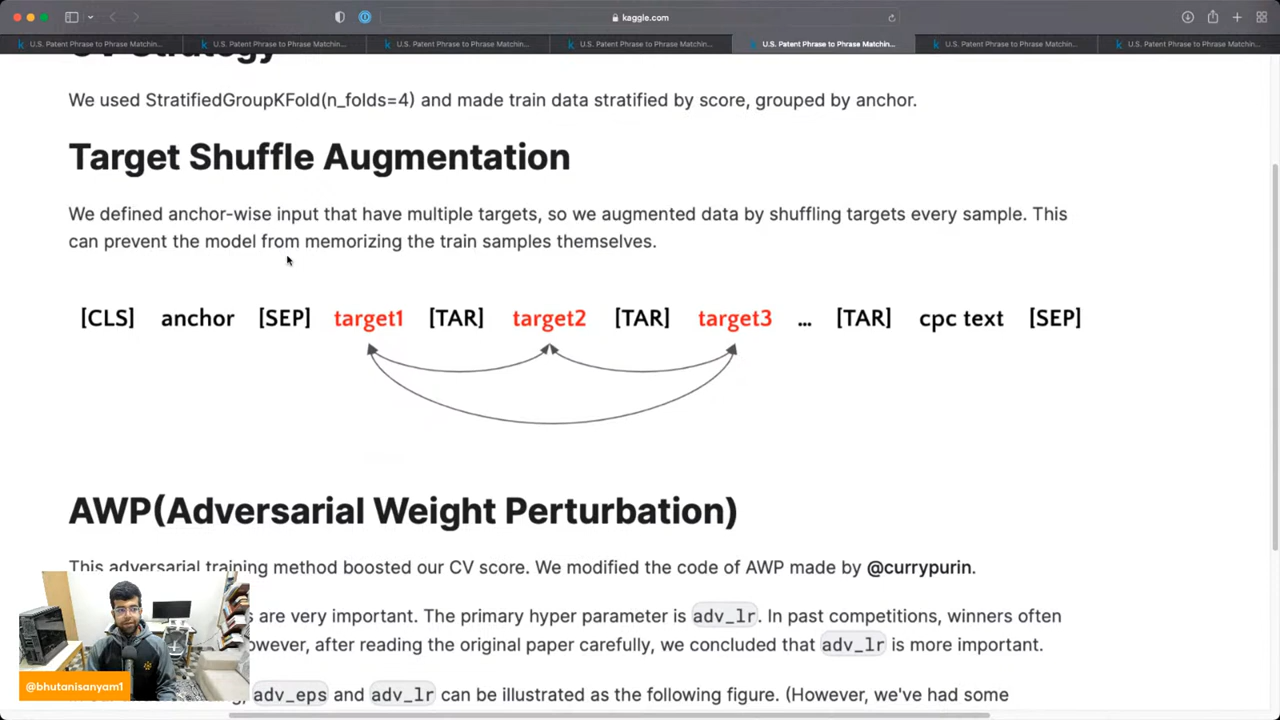 kaggle.com
U.S. Patent Phrase to Phrase Matchin... U.S. Patent Phrase to Phrase Matchin... U.S. Patent Phrase to Phrase Matchin... U.S. Patent Phrase to Phrase Matchin... U.S. Patent Phrase to Phrase Matchin... U.S. Patent Phrase to Phrase Matchin... U.S. Patent Phrase to Phrase Matchin...
CV Strategy
We used StratifiedGroupKFold(n_folds=4) and made train data stratified by score, grouped by anchor.
Target Shuffle Augmentation
We defined anchor-wise input that have multiple targets, so we augmented data by shuffling targets every sample. This
can prevent the model from memorizing the train samples themselves.
[CLS] anchor [SEP] target1 [TAR] target2 [TAR] target3 ... [TAR] cpc text [SEP]
AWP(Adversarial Weight Perturbation)
This adversarial training method boosted our CV score. We modified the code of AWP made by @currypurin.
are very important. The primary hyper parameter is adv_lr. In past competitions, winners often
owever, after reading the original paper carefully, we concluded that adv_lr is more important.
adv_eps and adv_lr can be illustrated as the following figure. (However, we've had some
@bhutanisanyam1